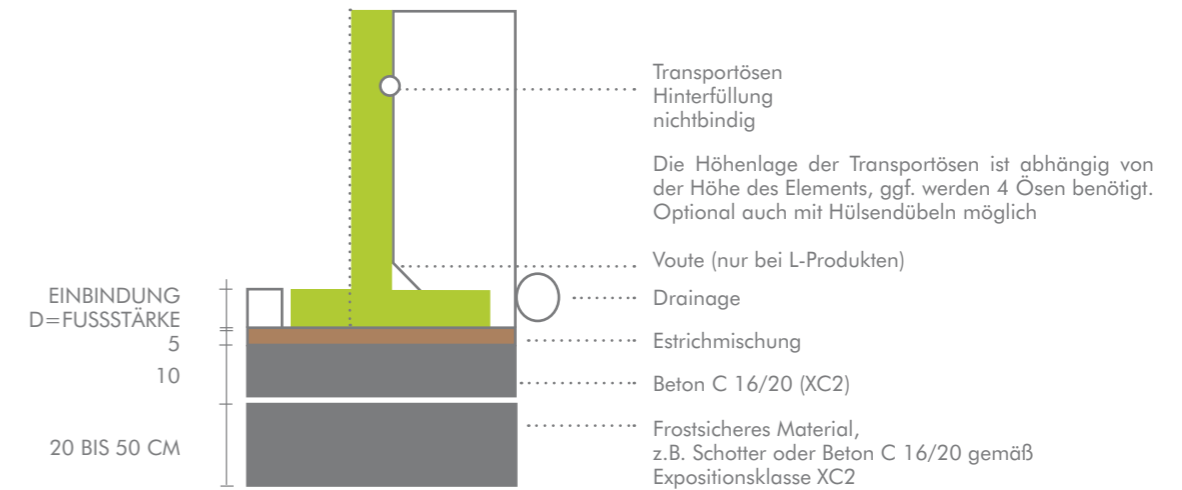 Transportösen
Hinterfüllung
nichtbindig
Die Höhenlage der Transportösen ist abhängig von
der Höhe des Elements, ggf. werden 4 Ösen benötigt.
Optional auch mit Hülsendübeln möglich
Voute (nur bei L-Produkten)
EINBINDUNG
D=FUSSSTÄRKE
Drainage
5
Estrichmischung
10
Beton C 16/20 (XC2)
20 BIS 50 CM
Frostsicheres Material,
z.B. Schotter oder Beton C 16/20 gemäß
Expositionsklasse XC2